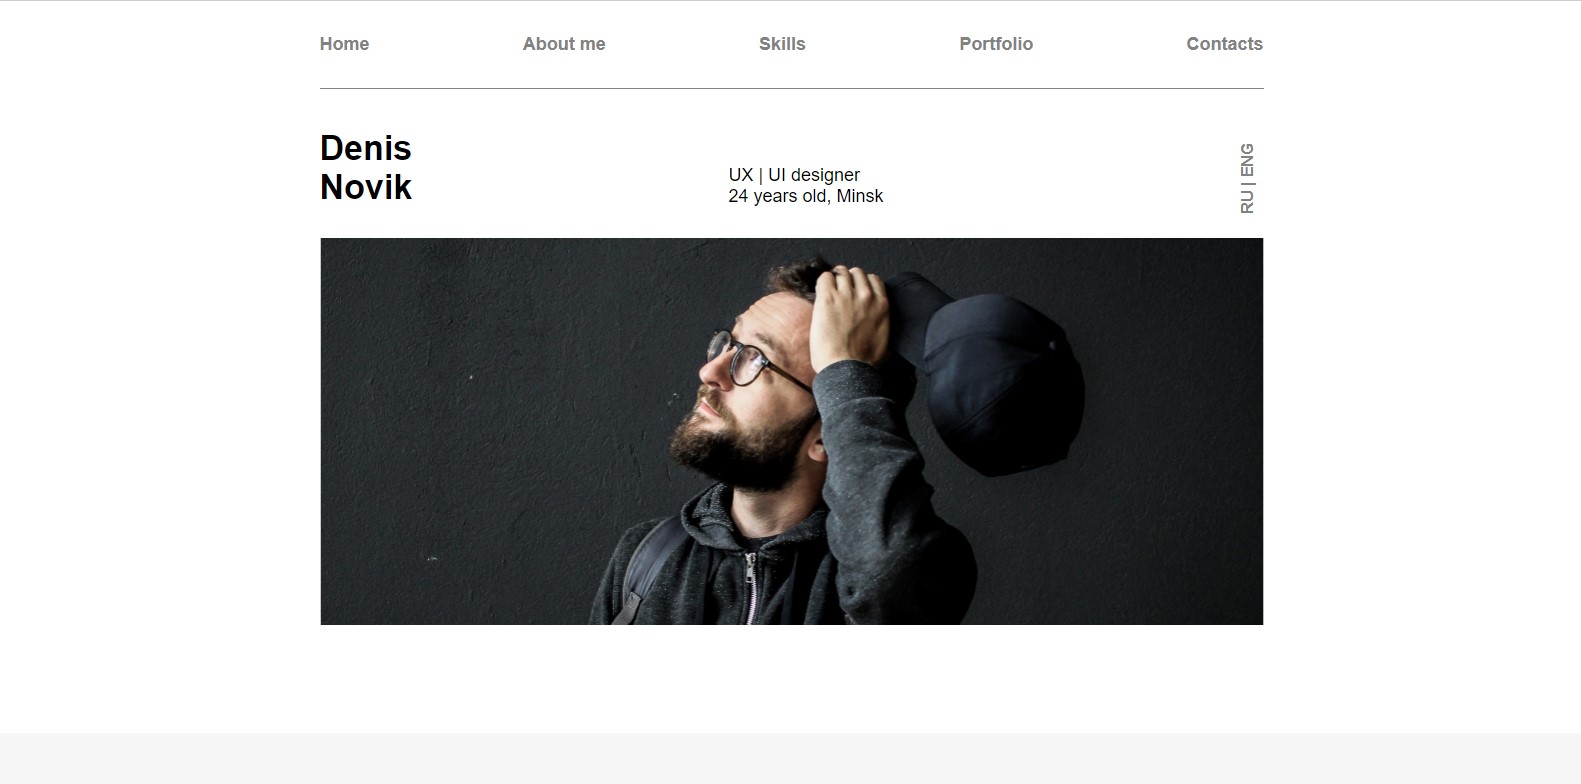 Home About me Skills Portfolio Contacts
Denis
Novik
UX | UI designer
24 years old, Minsk
RU | ENG